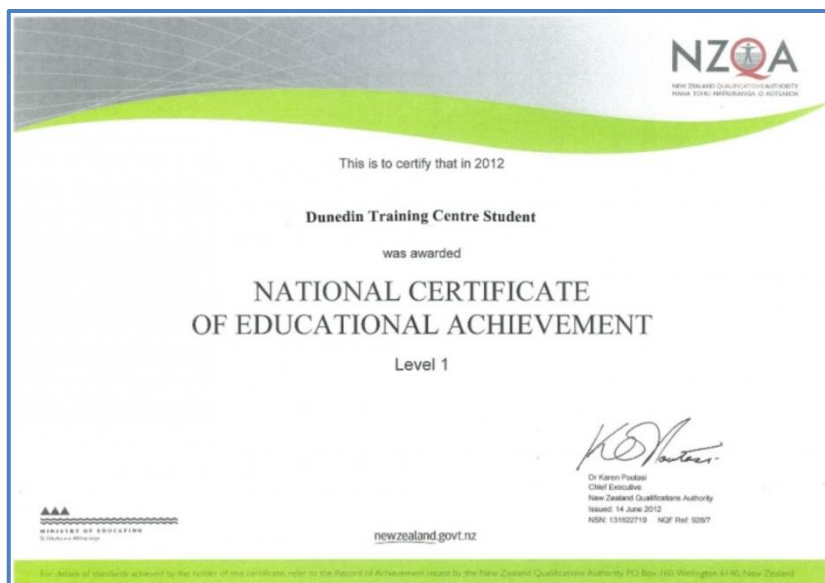 NZQA
NEW ZEALAND QUALIFICATIONS AUTHORITY
MANA TOHU MATAURANGA O AOTEAROA
This is to certify that in 2012
Dunedin Training Centre Student
was awarded
NATIONAL CERTIFICATE
OF EDUCATIONAL ACHIEVEMENT
Level 1
Dr Karen Poutasi
Chief Executive
New Zealand Qualifications Authority
Issued: 14 June 2012
NSN: 131622710 NQF Ref: 928/7
MINISTRY OF EDUCATION
newzealand.govt.nz
For details of standards achieved by the holder of this certificate, refer to the Record of Achievement issued by the New Zealand Qualifications Authority PO Box 160, Wellington 6140, New Zealand